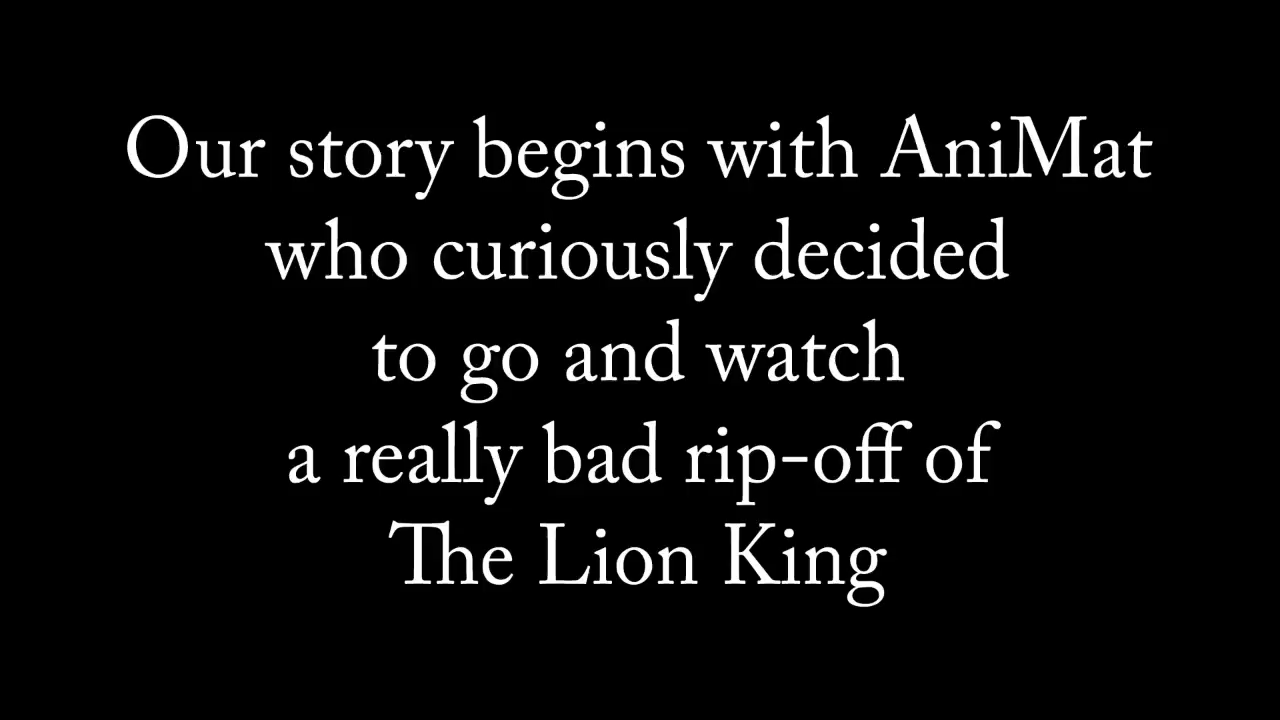 Our story begins with AniMat
who curiously decided
to go and watch
a really bad rip-off of
The Lion King